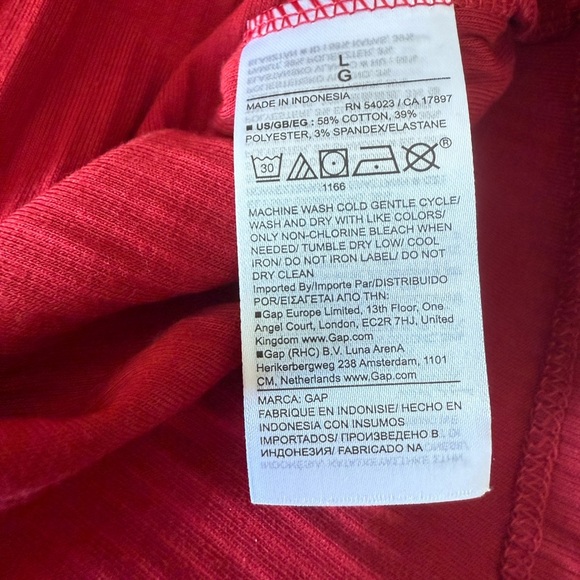 L
G
MADE IN INDONESIA
RN 54023 / CA 17897
■ US/GB/EG : 58% COTTON, 39%
POLYESTER, 3% SPANDEX/ELASTANE
30
®
1166
MACHINE WASH COLD GENTLE CYCLE/
WASH AND DRY WITH LIKE COLORS/
ONLY NON-CHLORINE BLEACH WHEN
NEEDED/ TUMBLE DRY LOW/ COOL
IRON/ DO NOT IRON LABEL/ DO NOT
DRY CLEAN
Imported By/Importe Par/DISTRIBUIDO
POR/ΕΙΣΑΓΕΤΑΙ ΑΠΟ ΤΗΝ:
■Gap Europe Limited, 13th Floor, One
Angel Court, London, EC2R 7HJ, United
Kingdom www.Gap.com
■Gap (RHC) B.V. Luna ArenA
Herikerbergweg 238 Amsterdam, 1101
CM, Netherlands www.Gap.com
MARCA: GAP
FABRIQUE EN INDONISIE/ HECHO EN
INDONESIA CON INSUMOS
IMPORTADOS/ ПРОИЗВЕДЕНО В
ИНДОНЕЗИИ/ FABRICADO NA